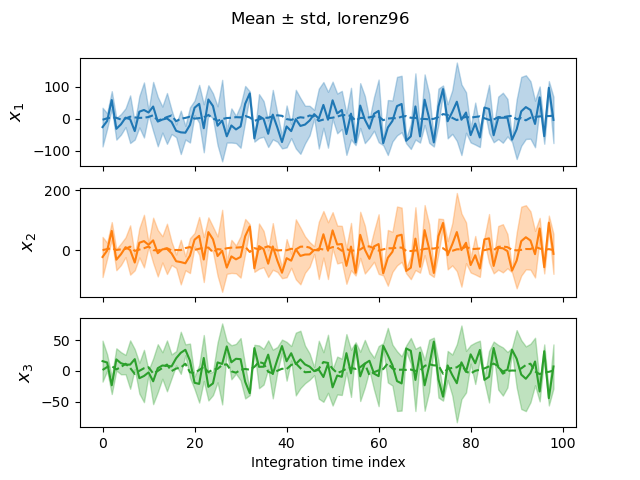 Mean ± std, lorenz96
x₁
100
0
−100
x₂
200
0
x₃
50
0
−50
0 20 40 60 80 100
Integration time index